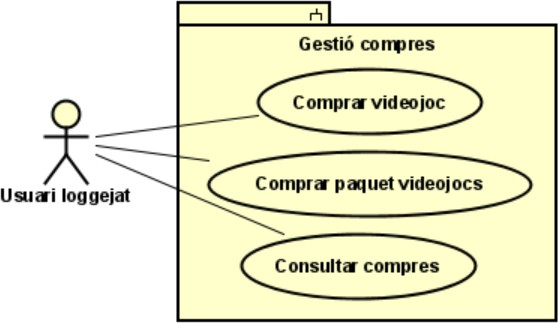 Gestió compres
Comprar videojoc
Comprar paquet videojocs
Usuari loggejat
Consultar compres